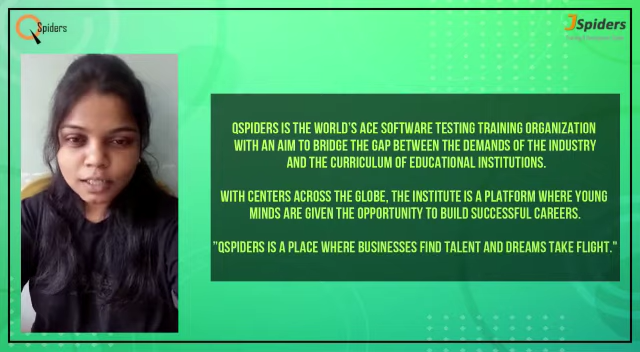 QSpiders
JSpiders
QSPIDERS IS THE WORLD'S ACE SOFTWARE TESTING TRAINING ORGANIZATION
WITH AN AIM TO BRIDGE THE GAP BETWEEN THE DEMANDS OF THE INDUSTRY
AND THE CURRICULUM OF EDUCATIONAL INSTITUTIONS.
WITH CENTERS ACROSS THE GLOBE, THE INSTITUTE IS A PLATFORM WHERE YOUNG
MINDS ARE GIVEN THE OPPORTUNITY TO BUILD SUCCESSFUL CAREERS.
"QSPIDERS IS A PLACE WHERE BUSINESSES FIND TALENT AND DREAMS TAKE FLIGHT."